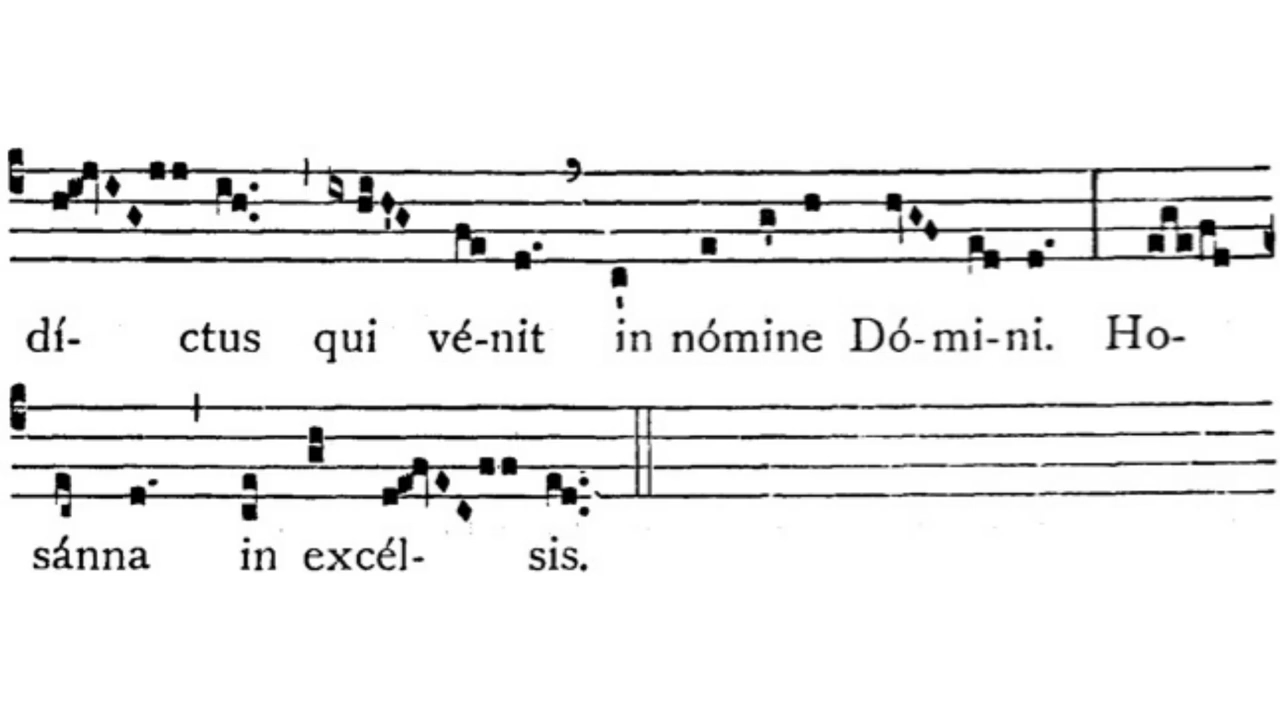 dí- ctus qui vé-nit in nómine Dó-mi-ni. Ho-
sánna in excél- sis.